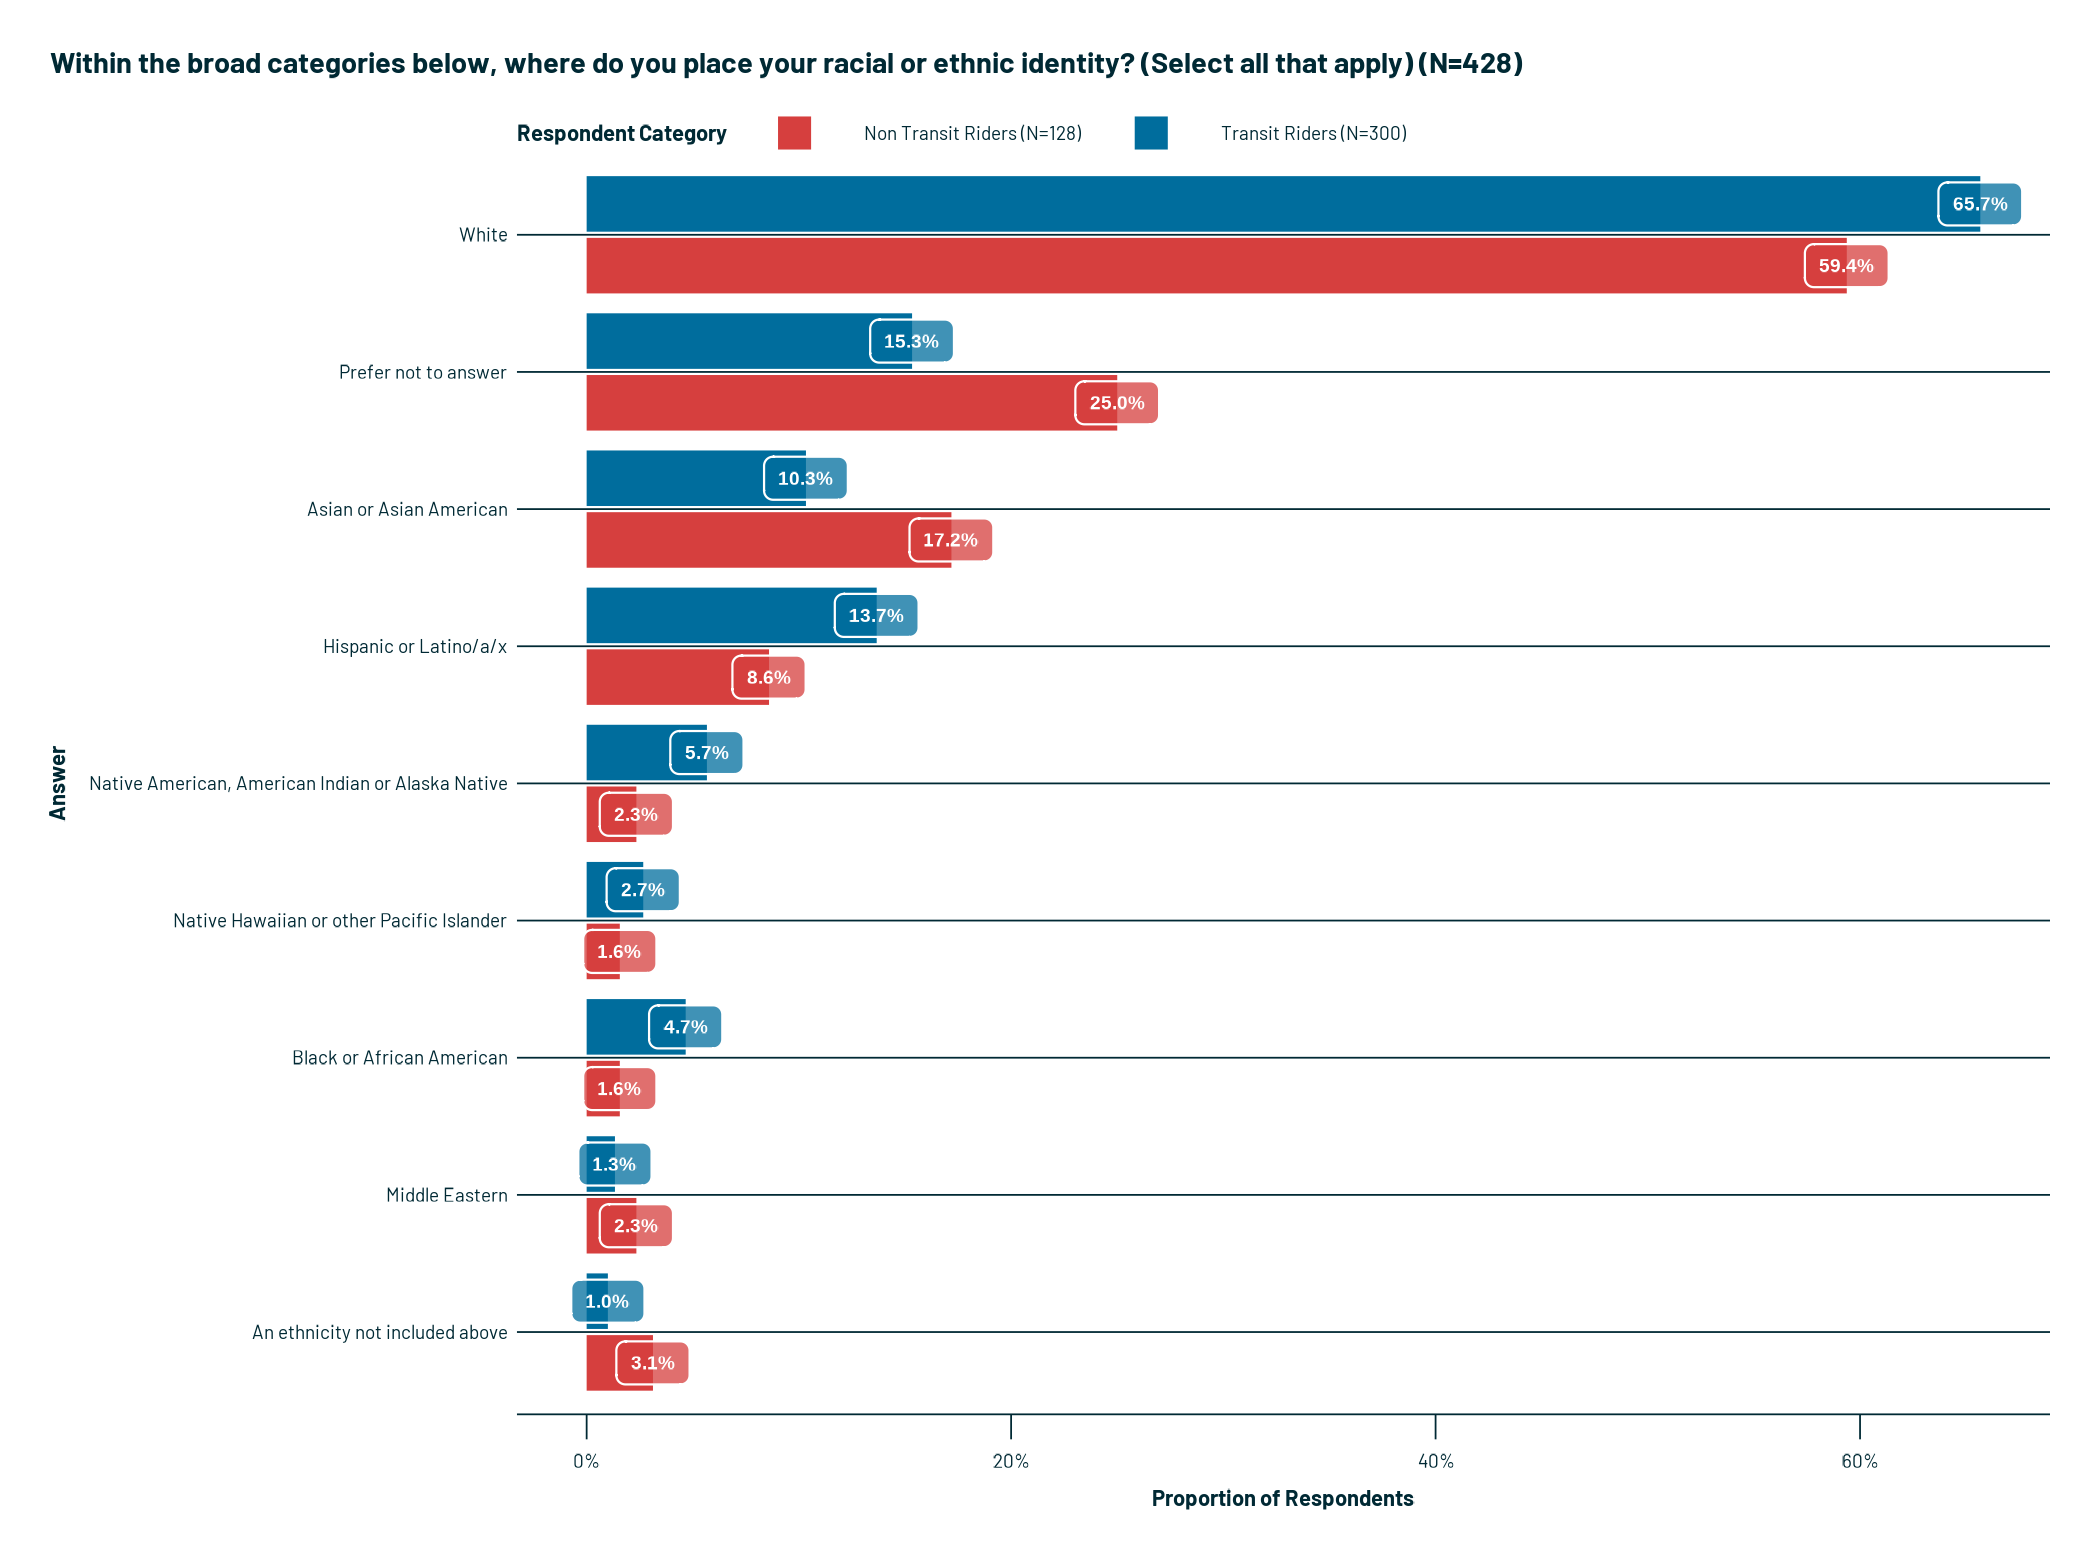 Within the broad categories below, where do you place your racial or ethnic identity? (Select all that apply) (N=428)
Respondent Category Non Transit Riders (N=128) Transit Riders (N=300)
65.7%
White
59.4%
15.3%
Prefer not to answer
25.0%
10.3%
Asian or Asian American
17.2%
13.7%
Hispanic or Latino/a/x
8.6%
5.7%
Native American, American Indian or Alaska Native
2.3%
2.7%
Native Hawaiian or other Pacific Islander
1.6%
4.7%
Black or African American
1.6%
1.3%
Middle Eastern
2.3%
1.0%
An ethnicity not included above
3.1%
Answer
0% 20% 40% 60%
Proportion of Respondents